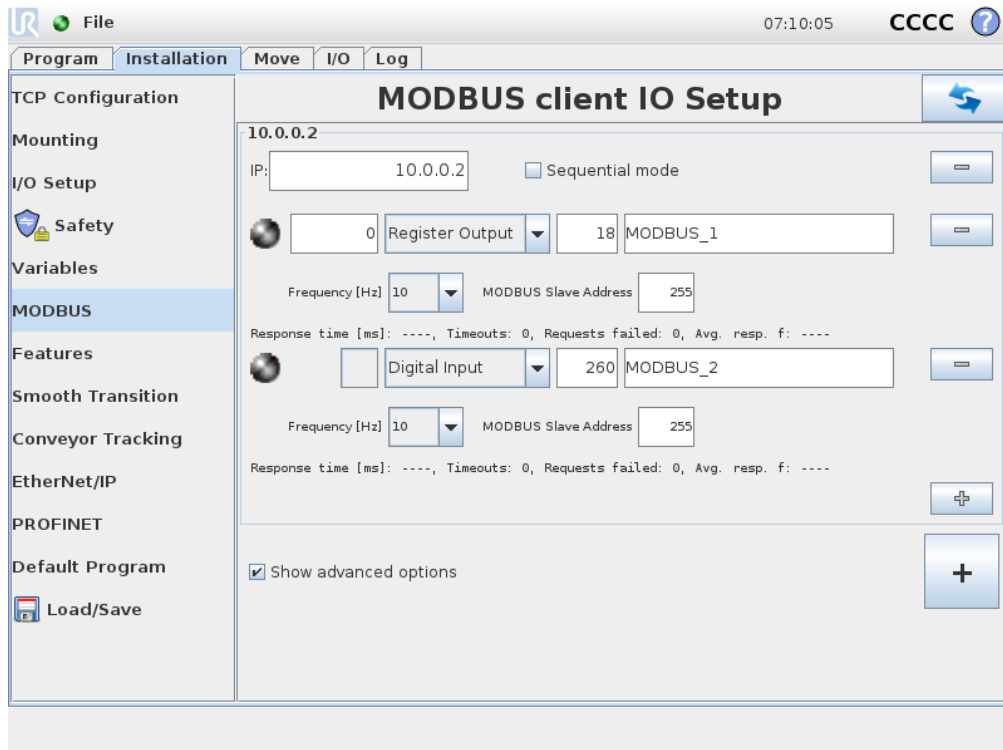 UR File 07:10:05 CCCC ?
Program Installation Move I/O Log
TCP Configuration
Mounting
I/O Setup
Safety
Variables
MODBUS
Features
Smooth Transition
Conveyor Tracking
EtherNet/IP
PROFINET
Default Program
Load/Save
MODBUS client IO Setup
10.0.0.2
IP: 10.0.0.2 Sequential mode
0 Register Output 18 MODBUS_1
Frequency [Hz] 10 MODBUS Slave Address 255
Response time [ms]: ----, Timeouts: 0, Requests failed: 0, Avg. resp. f: ----
Digital Input 260 MODBUS_2
Frequency [Hz] 10 MODBUS Slave Address 255
Response time [ms]: ----, Timeouts: 0, Requests failed: 0, Avg. resp. f: ----
Show advanced options